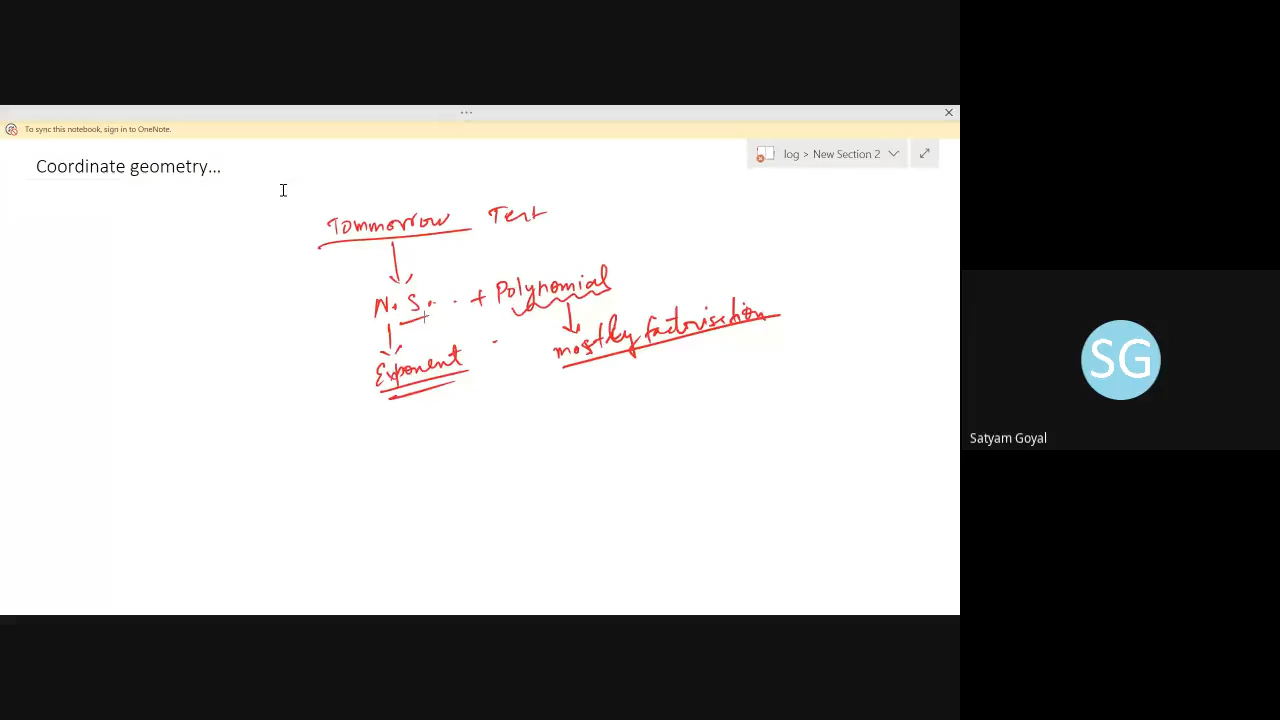 To sync this notebook, sign in to OneNote.
log > New Section 2
Coordinate geometry...
Tommorrow Test
N.S. .. + Polynomial
Exponent mostly factorisation
SG
Satyam Goyal